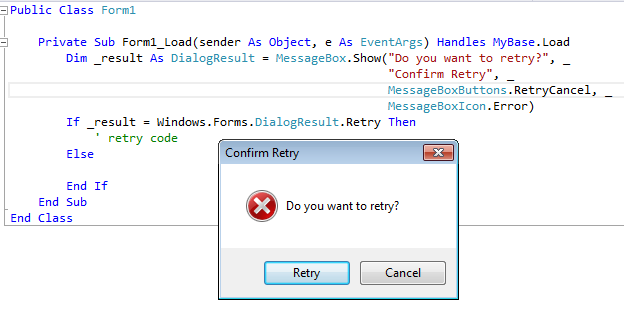 Public Class Form1
Private Sub Form1_Load(sender As Object, e As EventArgs) Handles MyBase.Load
Dim _result As DialogResult = MessageBox.Show("Do you want to retry?", _
"Confirm Retry", _
MessageBoxButtons.RetryCancel, _
MessageBoxIcon.Error)
If _result = Windows.Forms.DialogResult.Retry Then
' retry code
Else
End If
End Sub
End Class
Confirm Retry
Do you want to retry?
Retry Cancel